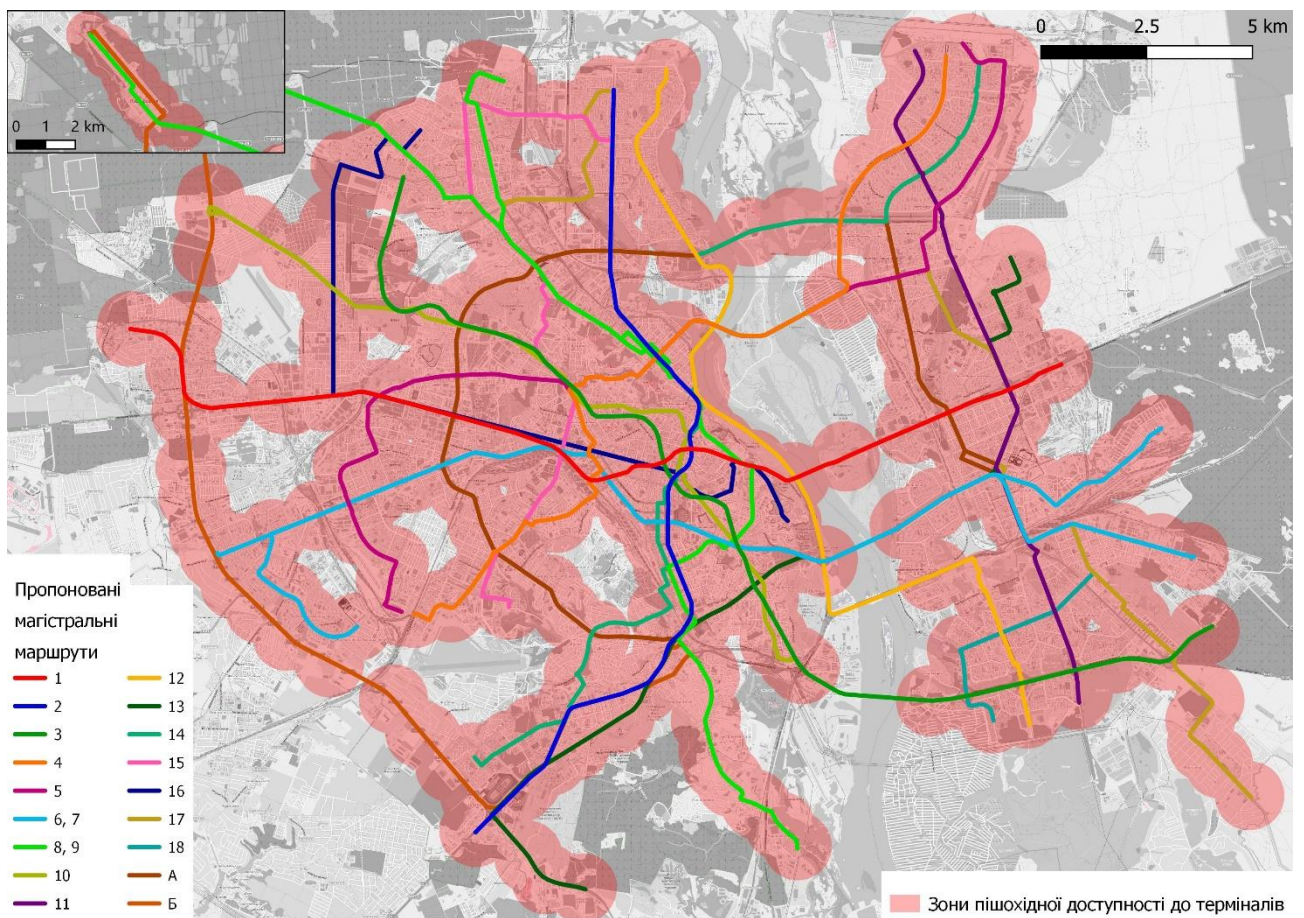 0 2.5 5 km
0 1 2 km
Пропоновані
магістральні
маршрути
1 12
2 13
3 14
4 15
5 16
6, 7 17
8, 9 18
10 А
11 Б
Зони пішохідної доступності до терміналів